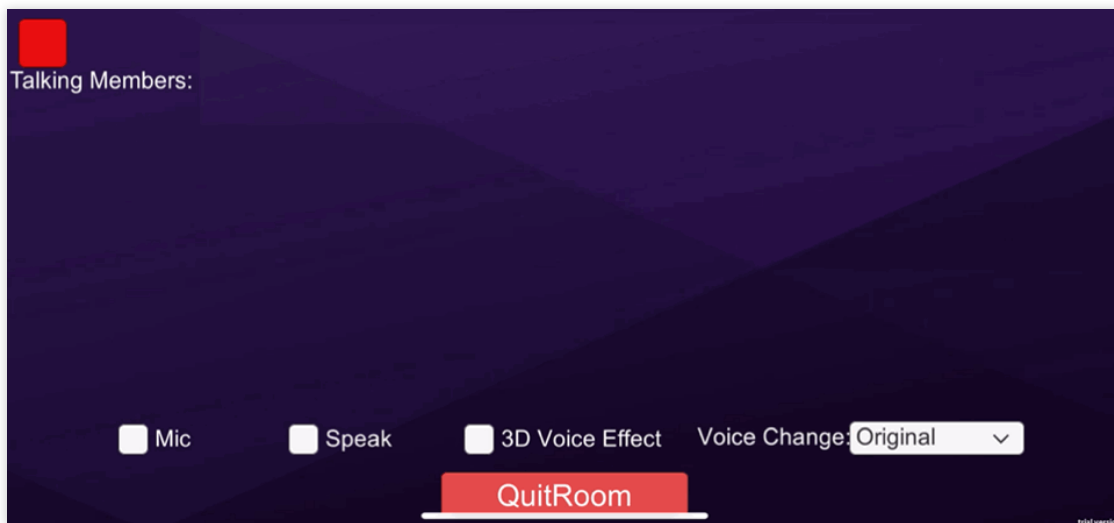 Talking Members:
Mic
Speak
3D Voice Effect
Voice Change:
Original
QuitRoom